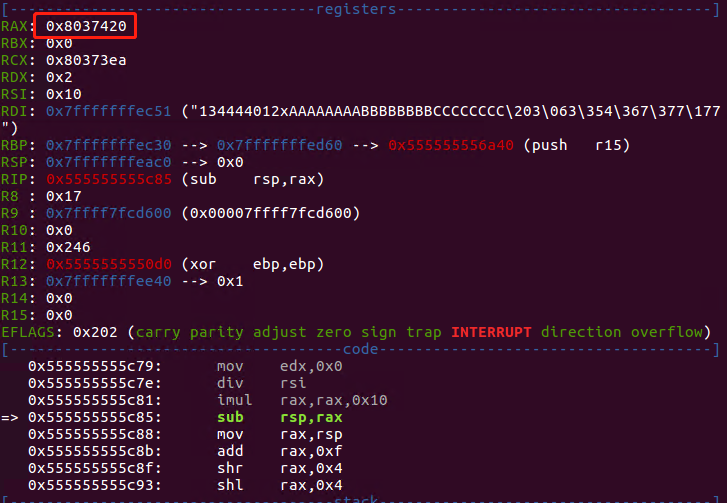 [----------------------------------registers-----------------------------------]
RAX: 0x8037420
RBX: 0x0
RCX: 0x80373ea
RDX: 0x2
RSI: 0x10
RDI: 0x7fffffffec51 ("134444012xAAAAAAAABBBBBBBBCCCCCCCC\203\063\354\367\377\177
")
RBP: 0x7fffffffec30 --> 0x7fffffffed60 --> 0x555555556a40 (push   r15)
RSP: 0x7fffffffeac0 --> 0x0
RIP: 0x555555555c85 (sub    rsp,rax)
R8 : 0x17
R9 : 0x7ffff7fcd600 (0x00007ffff7fcd600)
R10: 0x0
R11: 0x246
R12: 0x5555555550d0 (xor    ebp,ebp)
R13: 0x7fffffffee40 --> 0x1
R14: 0x0
R15: 0x0
EFLAGS: 0x202 (carry parity adjust zero sign trap INTERRUPT direction overflow)
[-------------------------------------code-------------------------------------]
   0x555555555c79:	mov    edx,0x0
   0x555555555c7e:	div    rsi
   0x555555555c81:	imul   rax,rax,0x10
=> 0x555555555c85:	sub    rsp,rax
   0x555555555c88:	mov    rax,rsp
   0x555555555c8b:	add    rax,0xf
   0x555555555c8f:	shr    rax,0x4
   0x555555555c93:	shl    rax,0x4
[------------------------------------stack-------------------------------------]